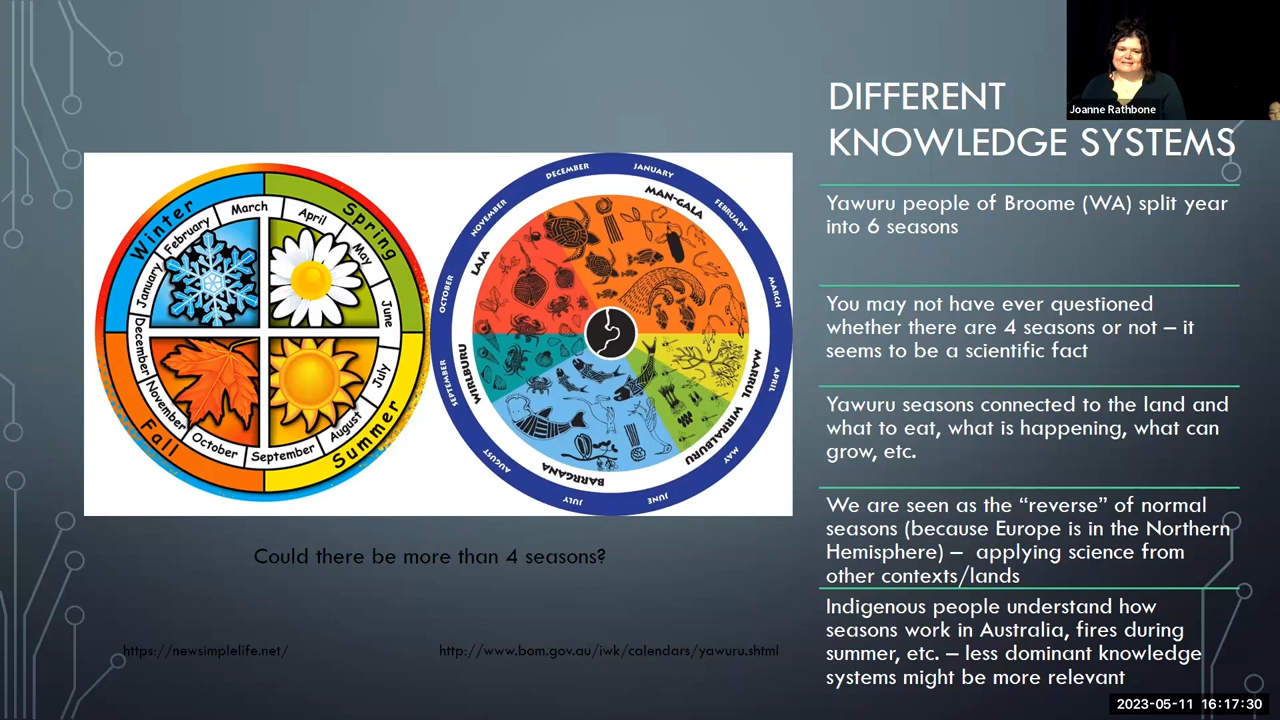 Joanne Rathbone
DIFFERENT
KNOWLEDGE SYSTEMS
Winter
Spring
Summer
Fall
January
February
March
April
May
June
July
August
September
October
November
December
JANUARY
FEBRUARY
MARCH
APRIL
MAY
JUNE
JULY
AUGUST
SEPTEMBER
OCTOBER
NOVEMBER
DECEMBER
MAN-GALA
MARRUL
WIRRALBURU
BARRGANA
WIRLBURU
LAJA
Could there be more than 4 seasons?
https://newsimplelife.net/
http://www.bom.gov.au/iwk/calendars/yawuru.shtml
Yawuru people of Broome (WA) split year
into 6 seasons
You may not have ever questioned
whether there are 4 seasons or not – it
seems to be a scientific fact
Yawuru seasons connected to the land and
what to eat, what is happening, what can
grow, etc.
We are seen as the “reverse” of normal
seasons (because Europe is in the Northern
Hemisphere) – applying science from
other contexts/lands
Indigenous people understand how
seasons work in Australia, fires during
summer, etc. – less dominant knowledge
systems might be more relevant
2023-05-11 16:17:30